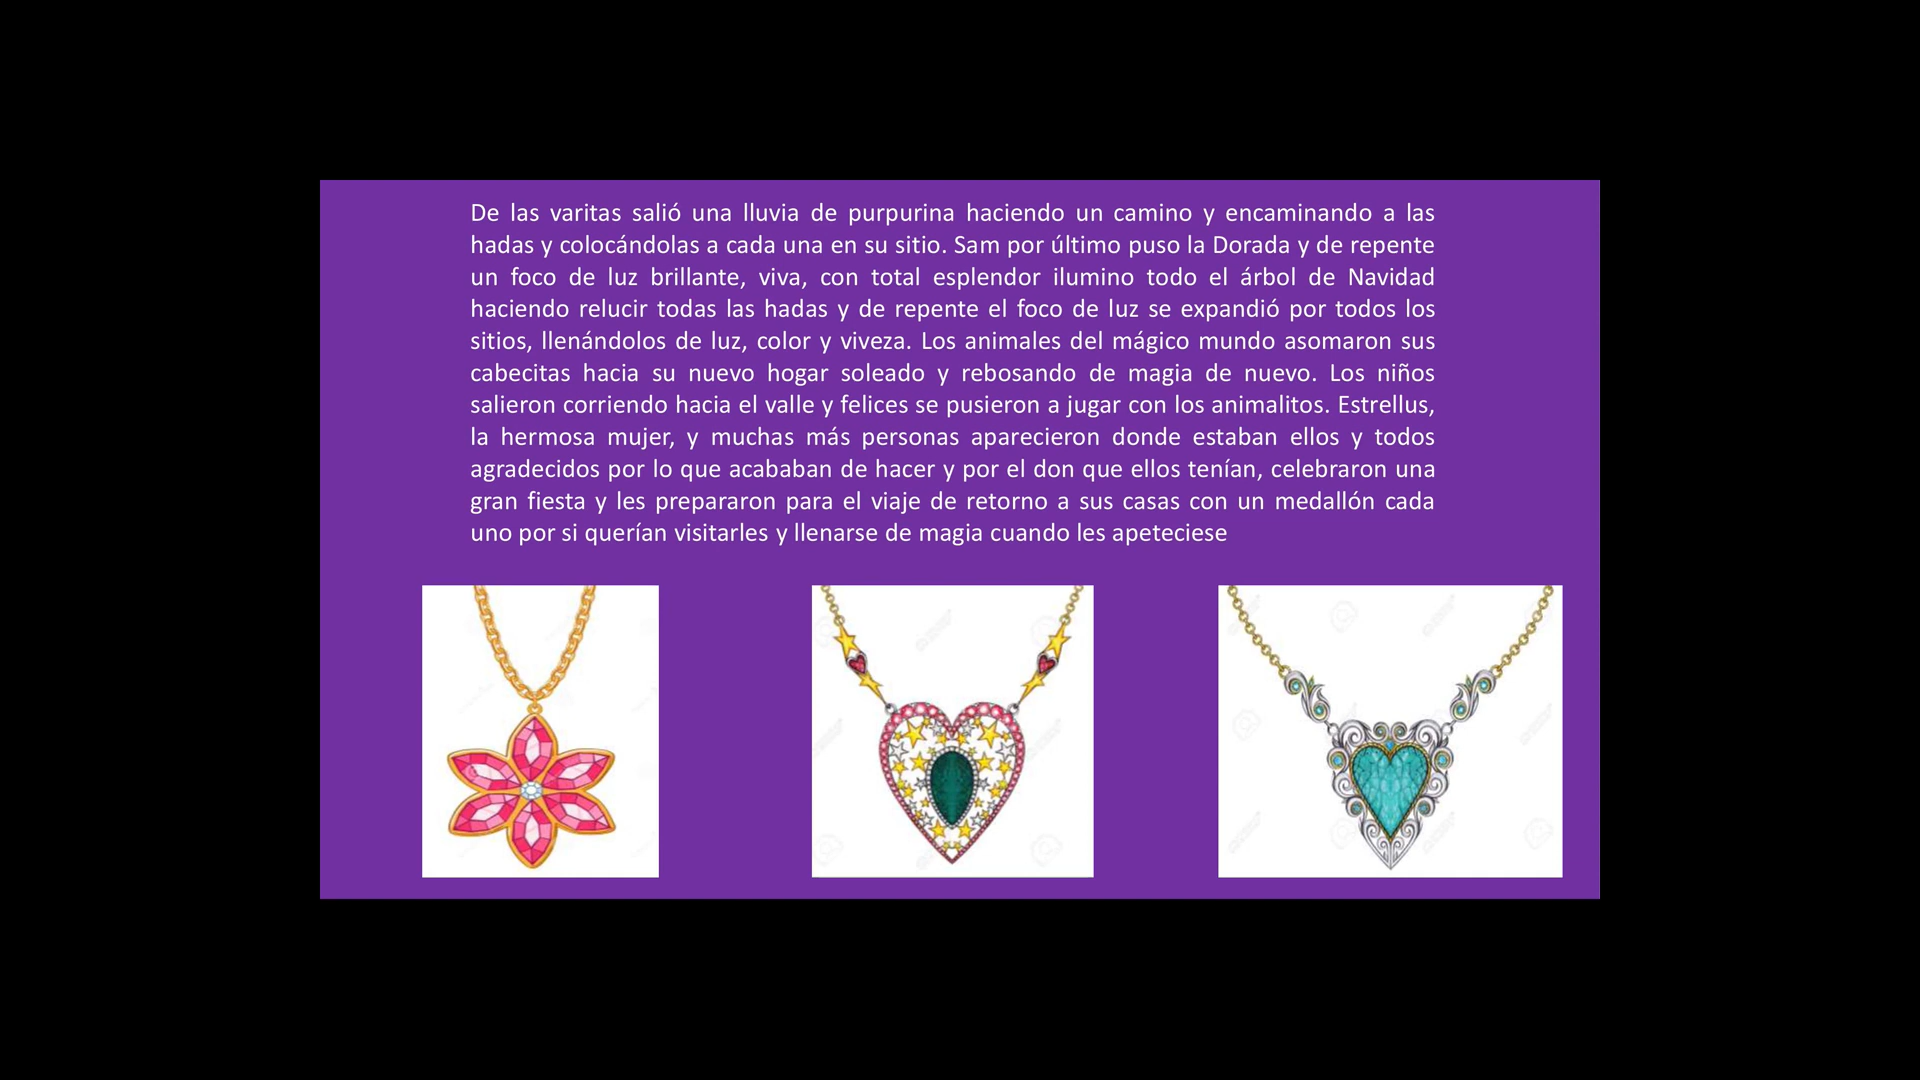 De las varitas salió una lluvia de purpurina haciendo un camino y encaminando a las
hadas y colocándolas a cada una en su sitio. Sam por último puso la Dorada y de repente
un foco de luz brillante, viva, con total esplendor ilumino todo el árbol de Navidad
haciendo relucir todas las hadas y de repente el foco de luz se expandió por todos los
sitios, llenándolos de luz, color y viveza. Los animales del mágico mundo asomaron sus
cabecitas hacia su nuevo hogar soleado y rebosando de magia de nuevo. Los niños
salieron corriendo hacia el valle y felices se pusieron a jugar con los animalitos. Estrellus,
la hermosa mujer, y muchas más personas aparecieron donde estaban ellos y todos
agradecidos por lo que acababan de hacer y por el don que ellos tenían, celebraron una
gran fiesta y les prepararon para el viaje de retorno a sus casas con un medallón cada
uno por si querían visitarles y llenarse de magia cuando les apeteciese